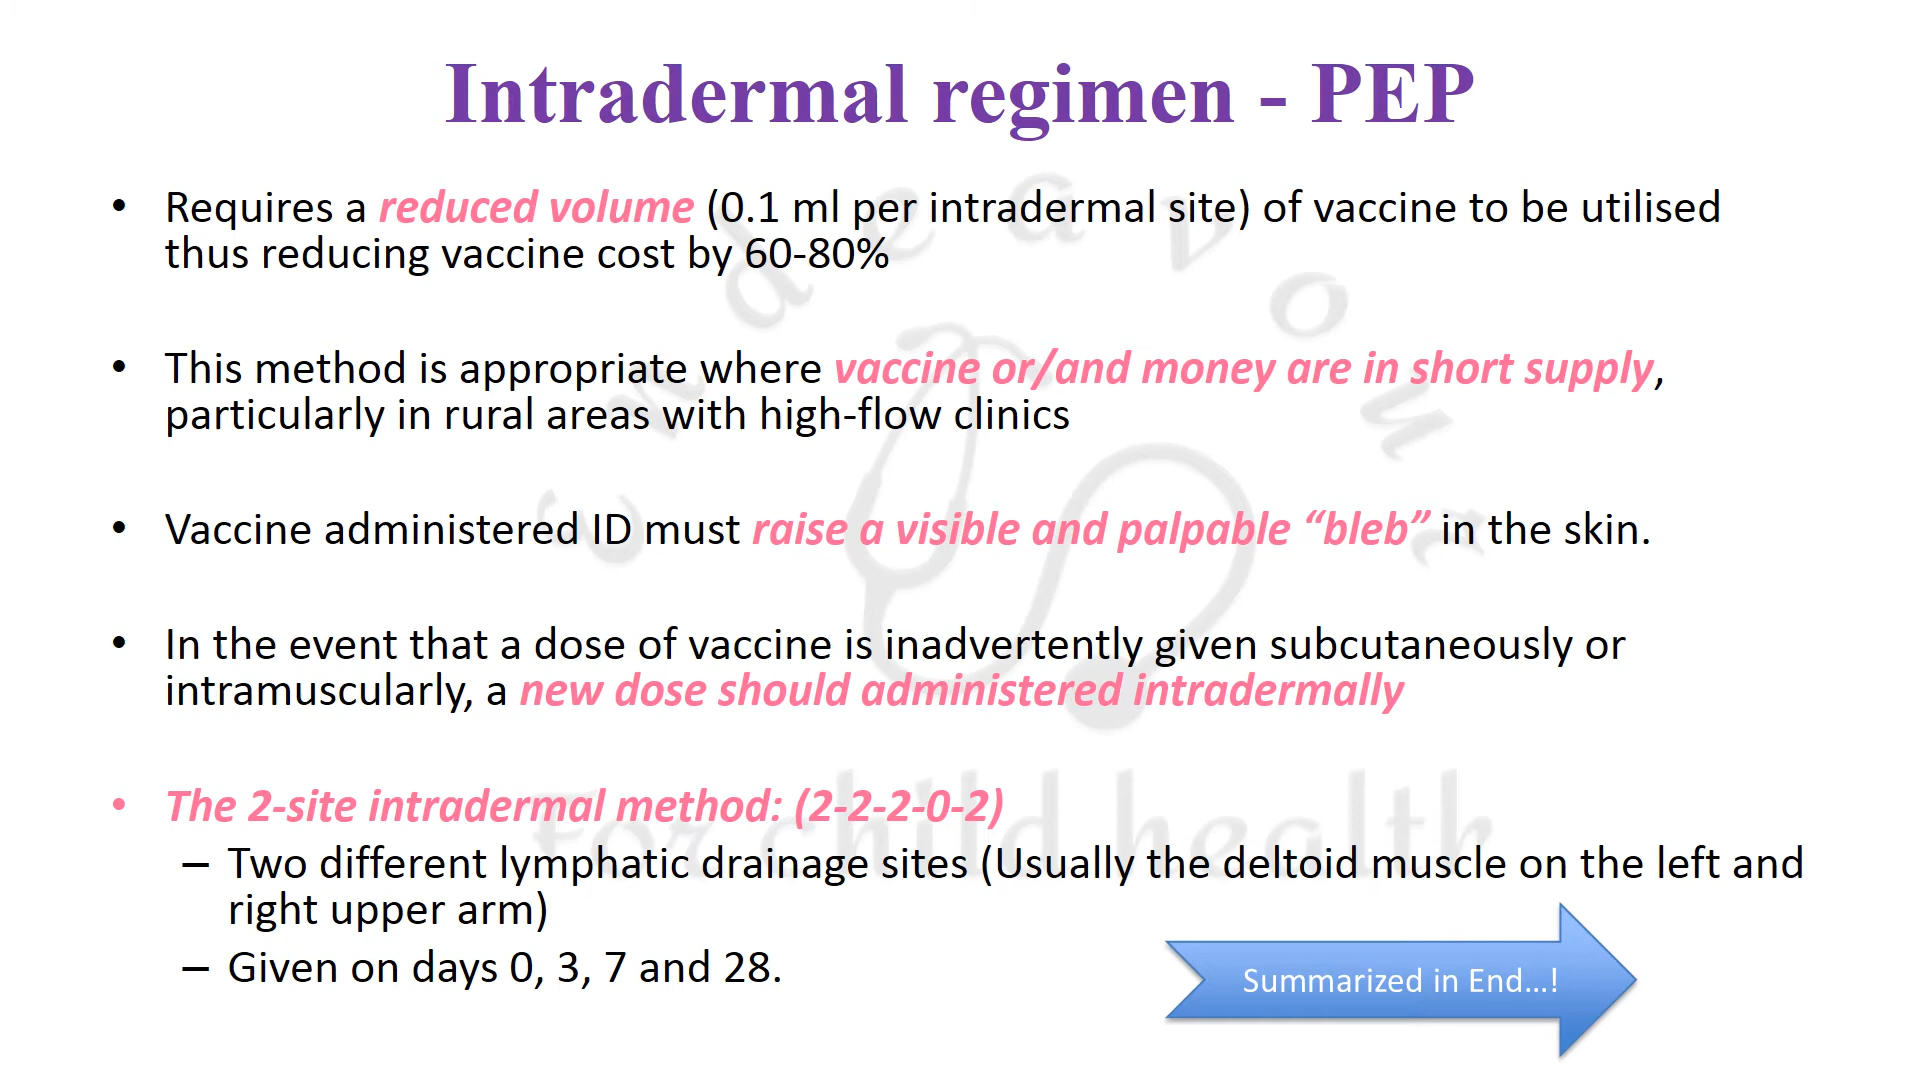 Intradermal regimen - PEP
• Requires a reduced volume (0.1 ml per intradermal site) of vaccine to be utilised
thus reducing vaccine cost by 60-80%
• This method is appropriate where vaccine or/and money are in short supply,
particularly in rural areas with high-flow clinics
• Vaccine administered ID must raise a visible and palpable “bleb” in the skin.
• In the event that a dose of vaccine is inadvertently given subcutaneously or
intramuscularly, a new dose should administered intradermally
• The 2-site intradermal method: (2-2-2-0-2)
– Two different lymphatic drainage sites (Usually the deltoid muscle on the left and
right upper arm)
– Given on days 0, 3, 7 and 28.
Summarized in End...!
Endeavour
For child health